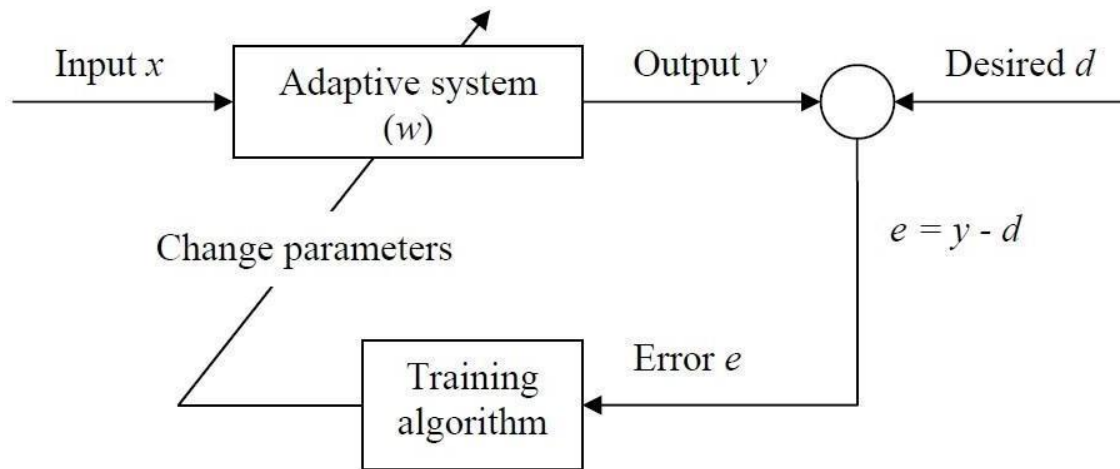 Input x
Adaptive system
(w)
Output y
Desired d
e = y - d
Change parameters
Error e
Training
algorithm